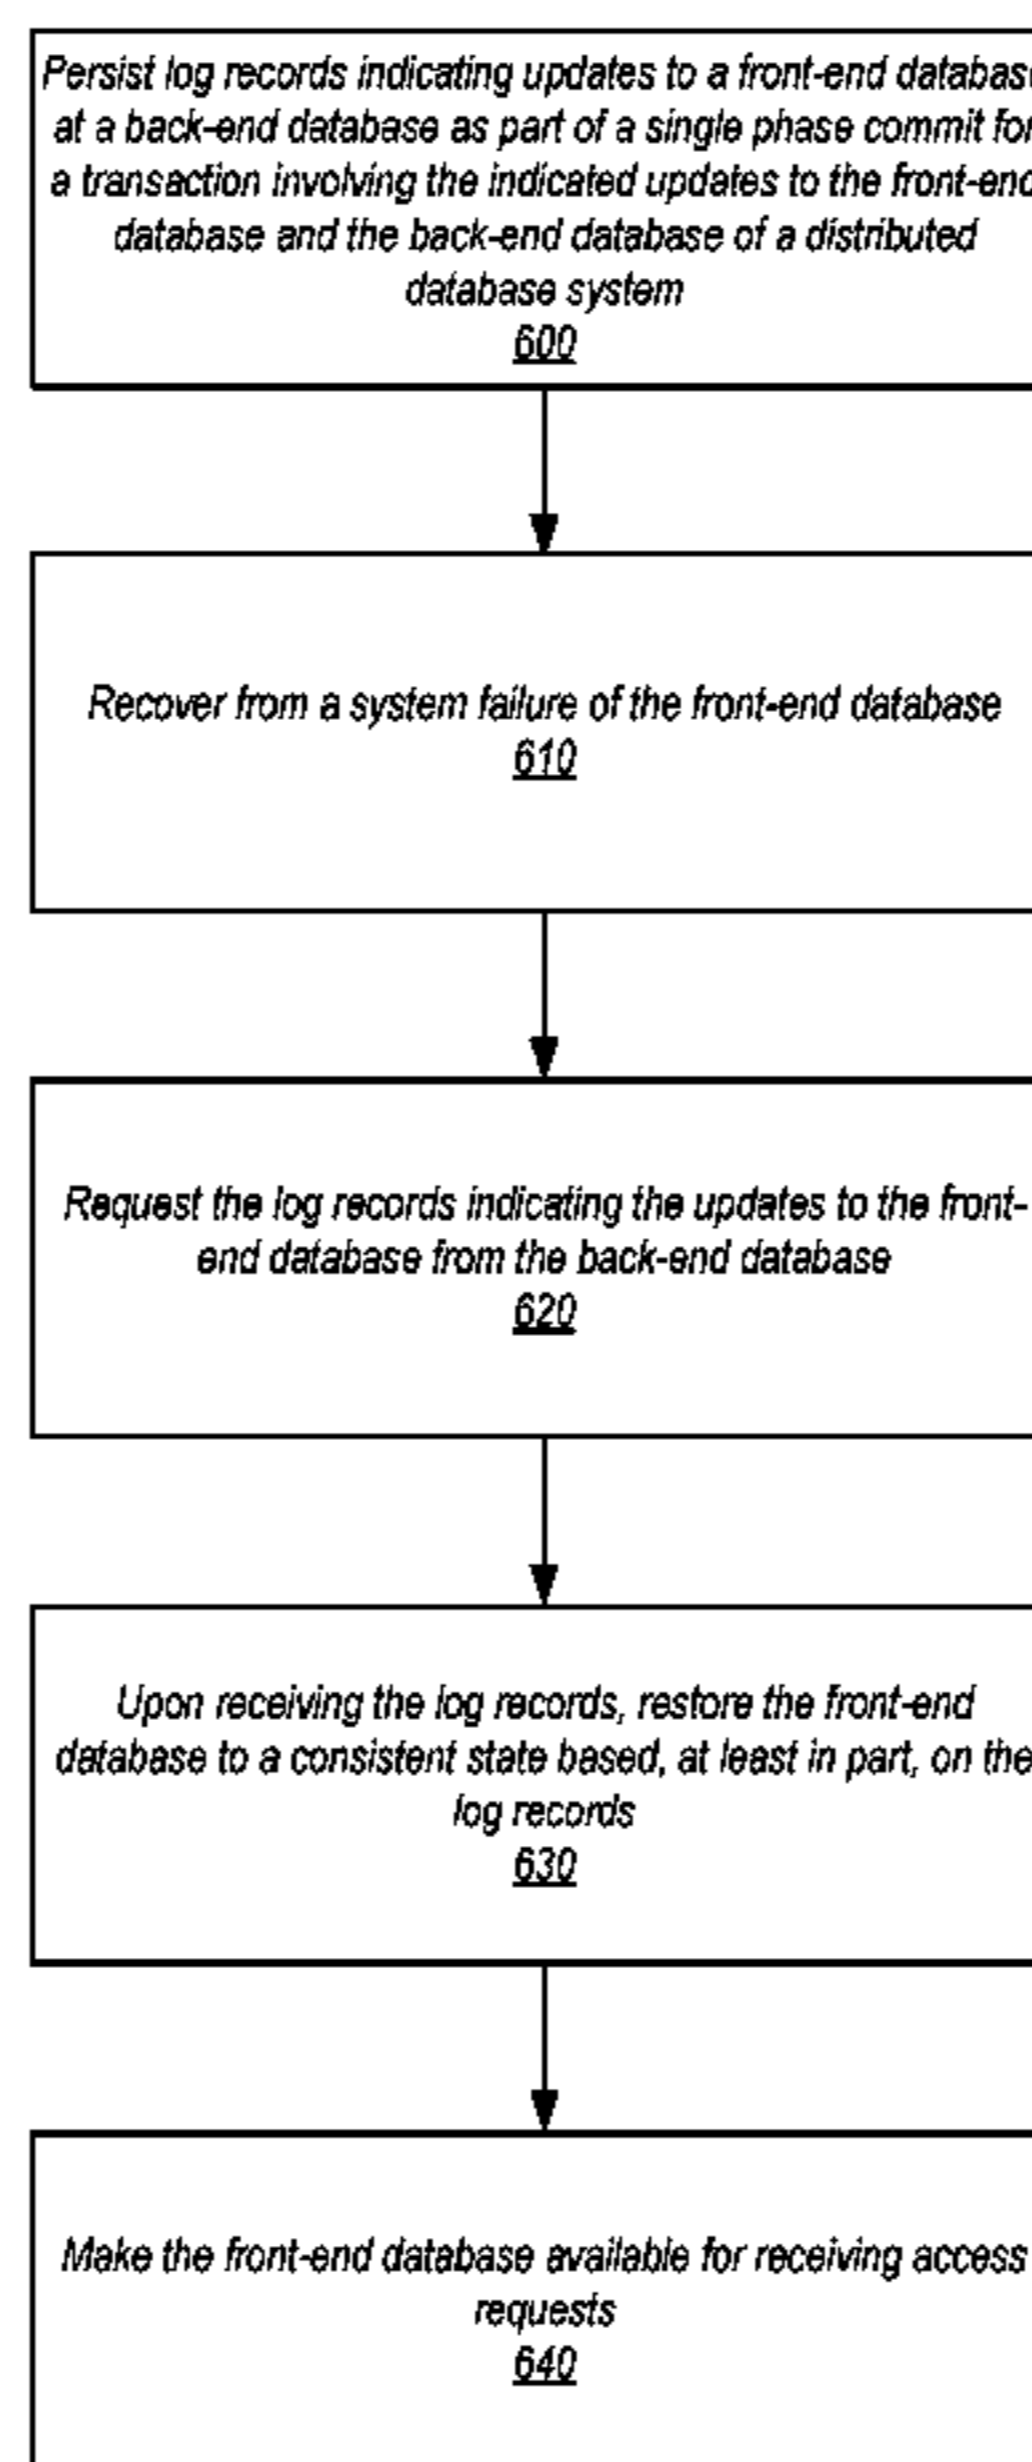 Persist log records indicating updates to a front-end database
at a back-end database as part of a single phase commit for
a transaction involving the indicated updates to the front-end
database and the back-end database of a distributed
database system
600
Recover from a system failure of the front-end database
610
Request the log records indicating the updates to the front-
end database from the back-end database
620
Upon receiving the log records, restore the front-end
database to a consistent state based, at least in part, on the
log records
630
Make the front-end database available for receiving access
requests
640